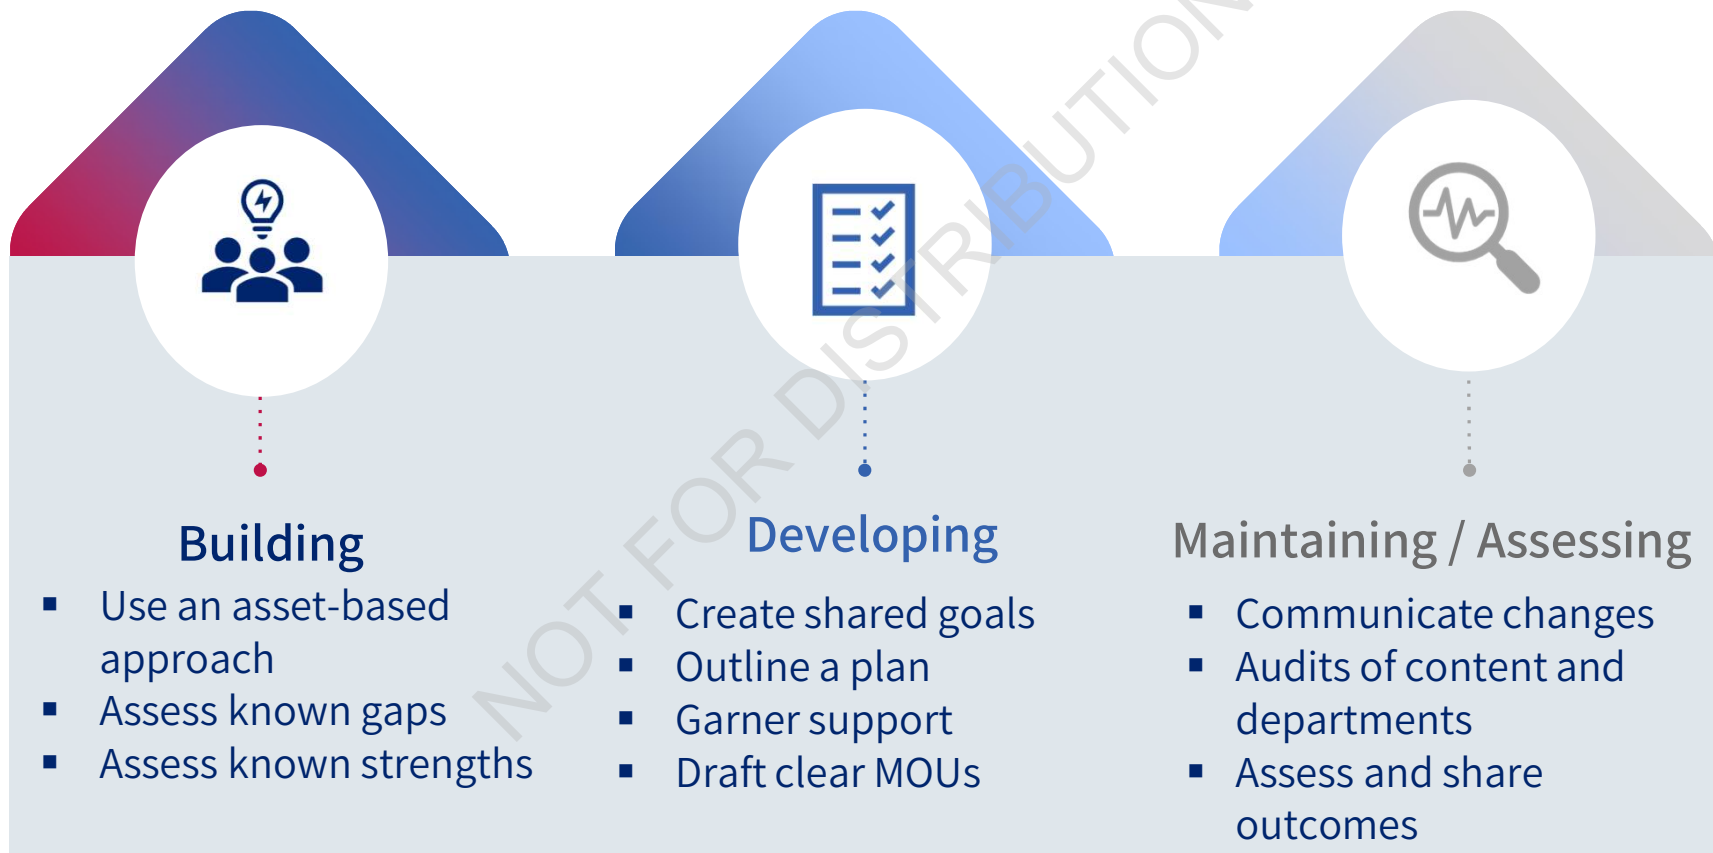 NOT FOR DISTRIBUTION
Building
▪ Use an asset-based
approach
▪ Assess known gaps
▪ Assess known strengths
Developing
▪ Create shared goals
▪ Outline a plan
▪ Garner support
▪ Draft clear MOUs
Maintaining / Assessing
▪ Communicate changes
▪ Audits of content and
departments
▪ Assess and share
outcomes